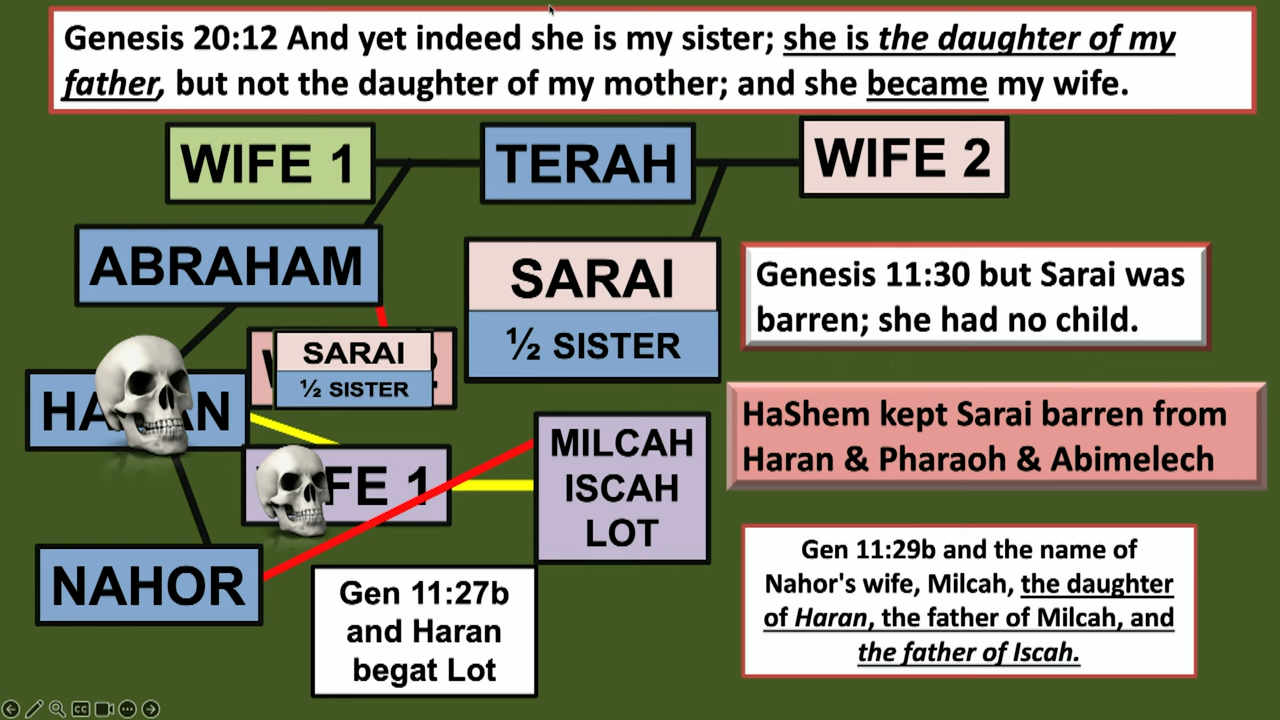 Genesis 20:12 And yet indeed she is my sister; she is the daughter of my
father, but not the daughter of my mother; and she became my wife.
WIFE 1
TERAH
WIFE 2
ABRAHAM
SARAI
½ SISTER
Genesis 11:30 but Sarai was
barren; she had no child.
SARAI
½ SISTER
HaShem kept Sarai barren from
Haran & Pharaoh & Abimelech
MILCAH
ISCAH
LOT
NAHOR
Gen 11:27b
and Haran
begat Lot
Gen 11:29b and the name of
Nahor's wife, Milcah, the daughter
of Haran, the father of Milcah, and
the father of Iscah.
CC